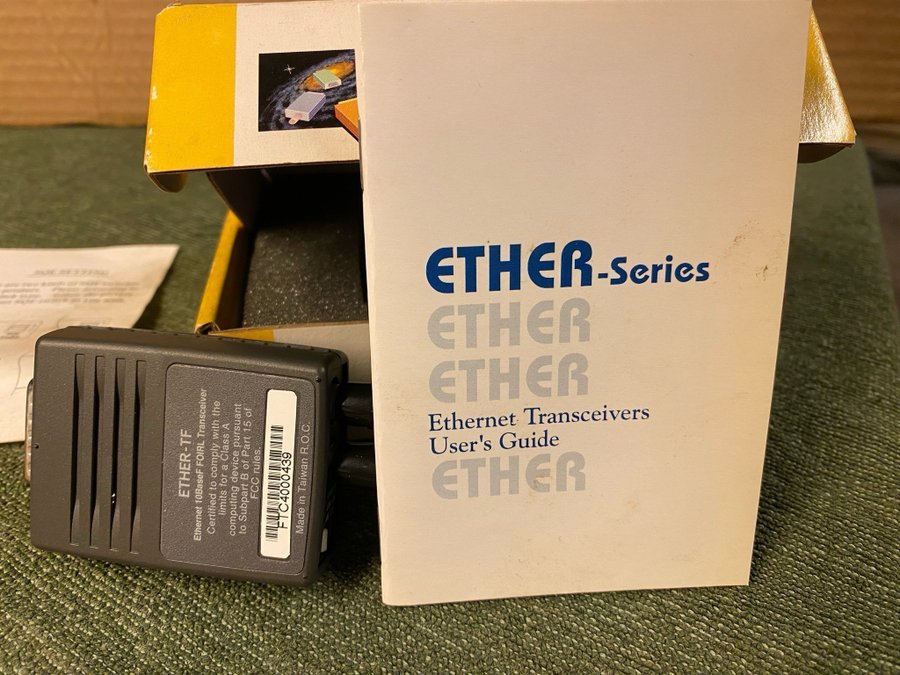 ETHER-Series
ETHER
ETHER
Ethernet Transceivers
User's Guide
ETHER
ETHER-TF
Ethernet 10BaseF FOIRL Transceiver
Certified to comply with the
limits for a Class A
computing device pursuant
to Subpart B of Part 15 of
FCC rules.
FTC4000439
Made in Taiwan R.O.C.